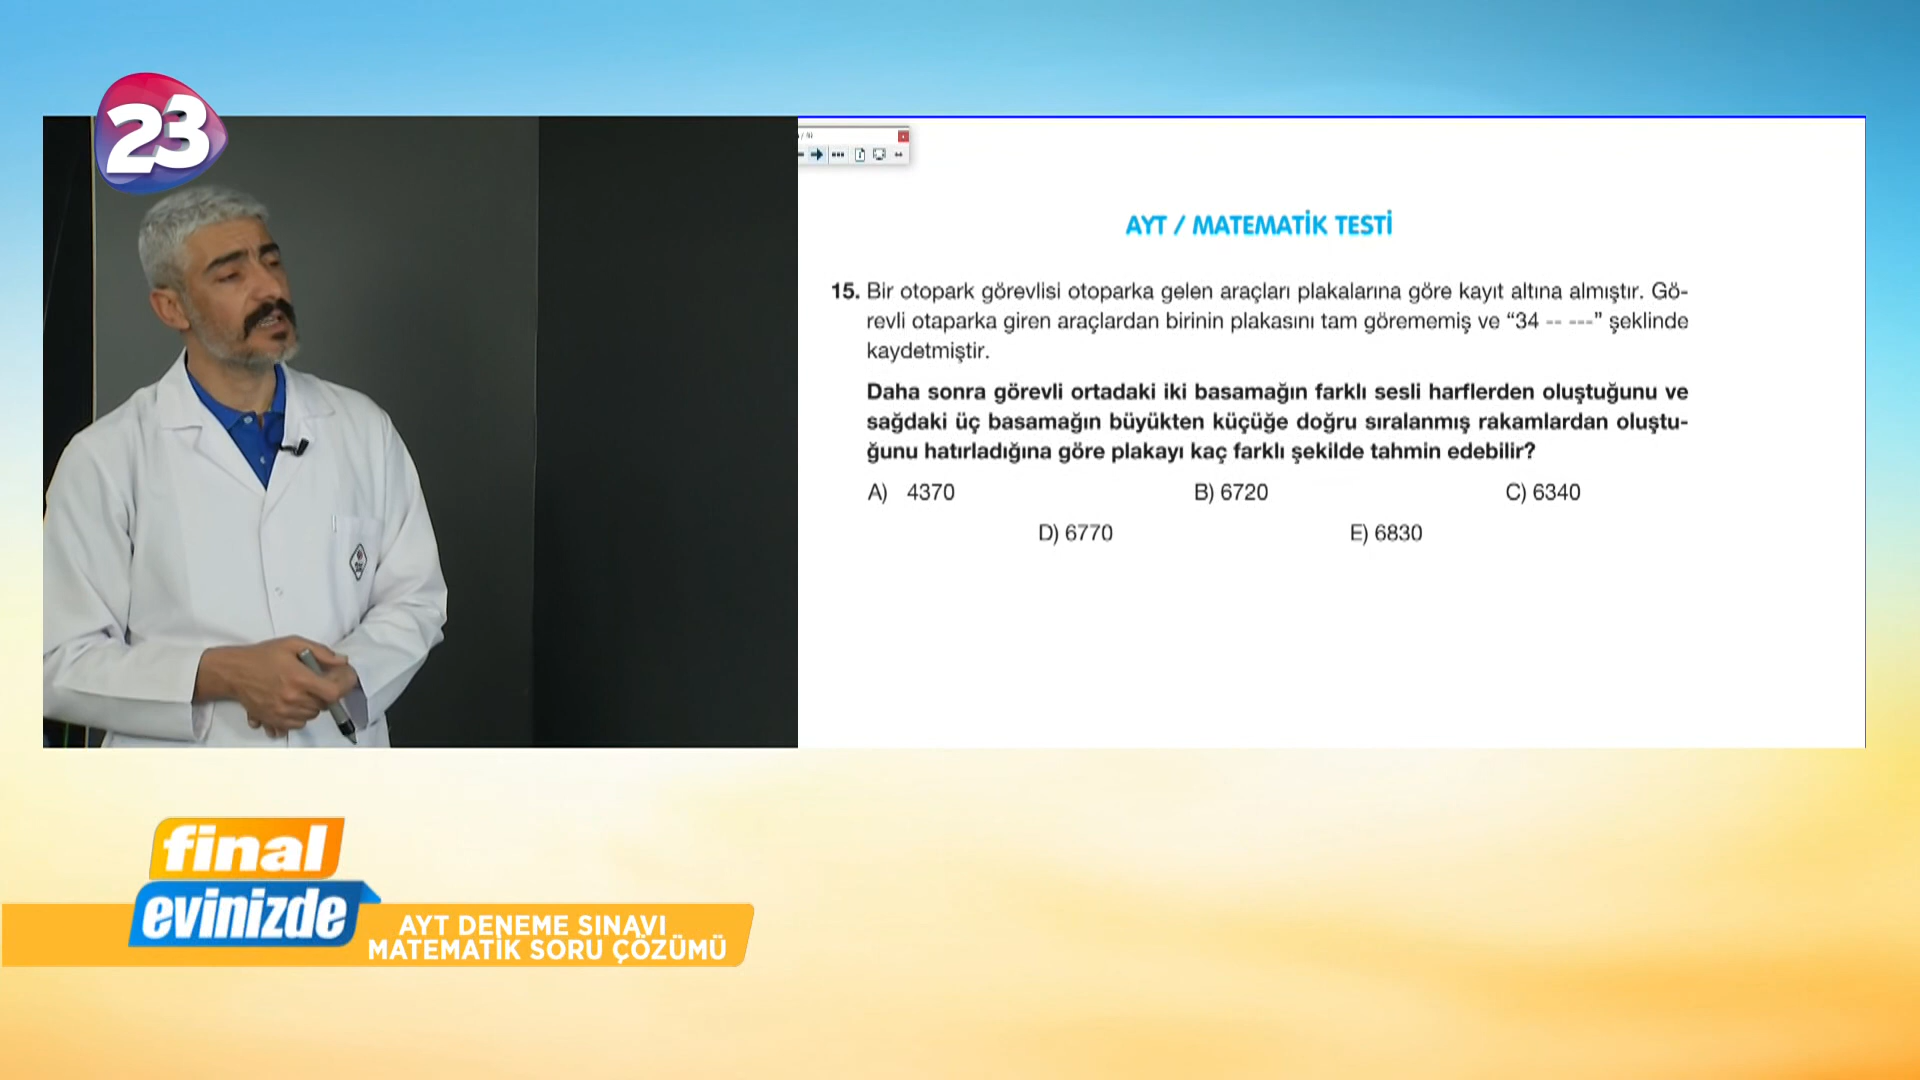 23
AYT / MATEMATİK TESTİ
15. Bir otopark görevlisi otoparka gelen araçları plakalarına göre kayıt altına almıştır. Gö-
revli otaparka giren araçlardan birinin plakasını tam görememiş ve “34 -- ---” şeklinde
kaydetmiştir.
Daha sonra görevli ortadaki iki basamağın farklı sesli harflerden oluştuğunu ve
sağdaki üç basamağın büyükten küçüğe doğru sıralanmış rakamlardan oluştu-
ğunu hatırladığına göre plakayı kaç farklı şekilde tahmin edebilir?
A) 4370 B) 6720 C) 6340
D) 6770 E) 6830
final
evinizde
AYT DENEME SINAVI
MATEMATİK SORU ÇÖZÜMÜ